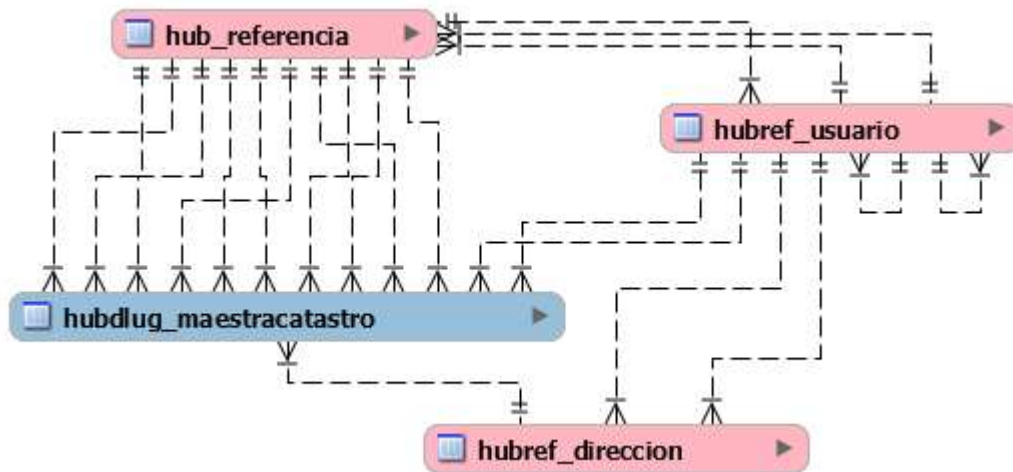 hub_referencia
hubref_usuario
hubdlug_maestracatastro
hubref_direccion